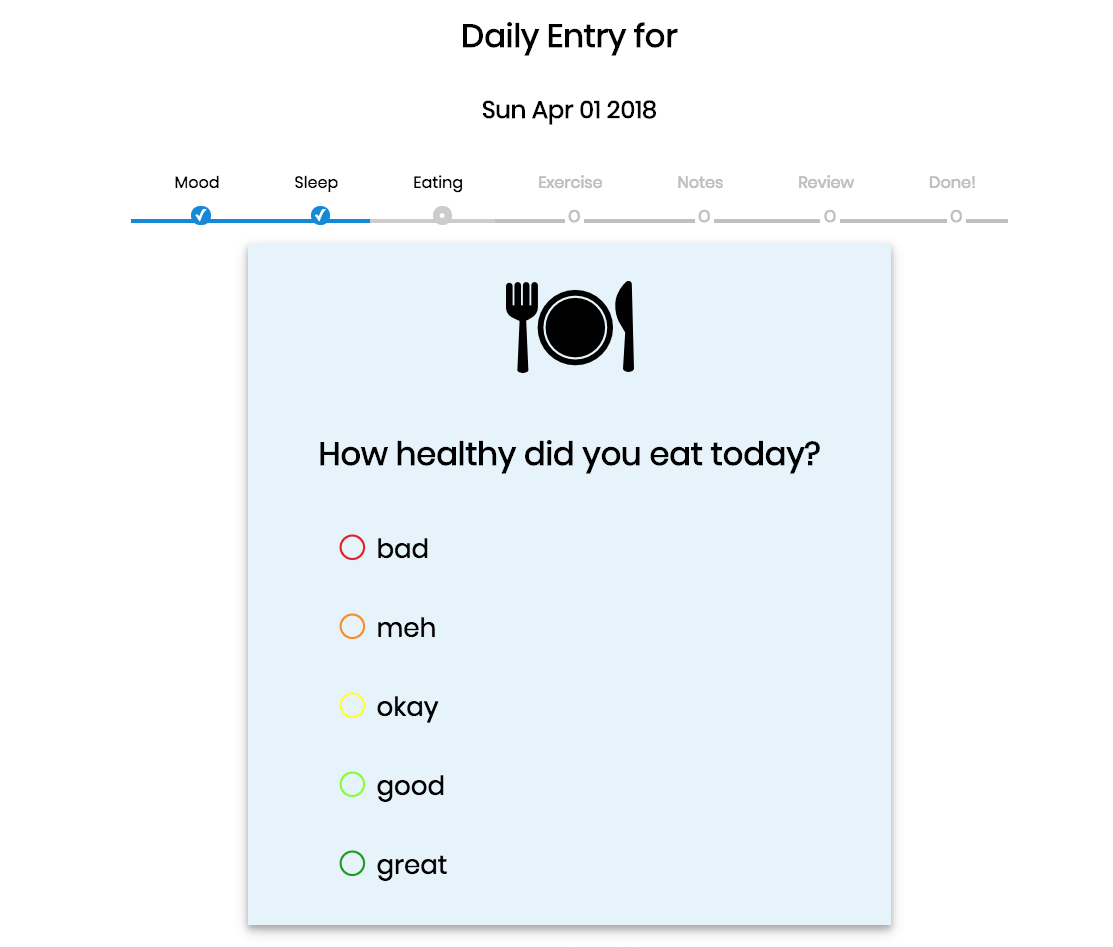 Daily Entry for
Sun Apr 01 2018
Mood Sleep Eating Exercise Notes Review Done!
How healthy did you eat today?
bad
meh
okay
good
great